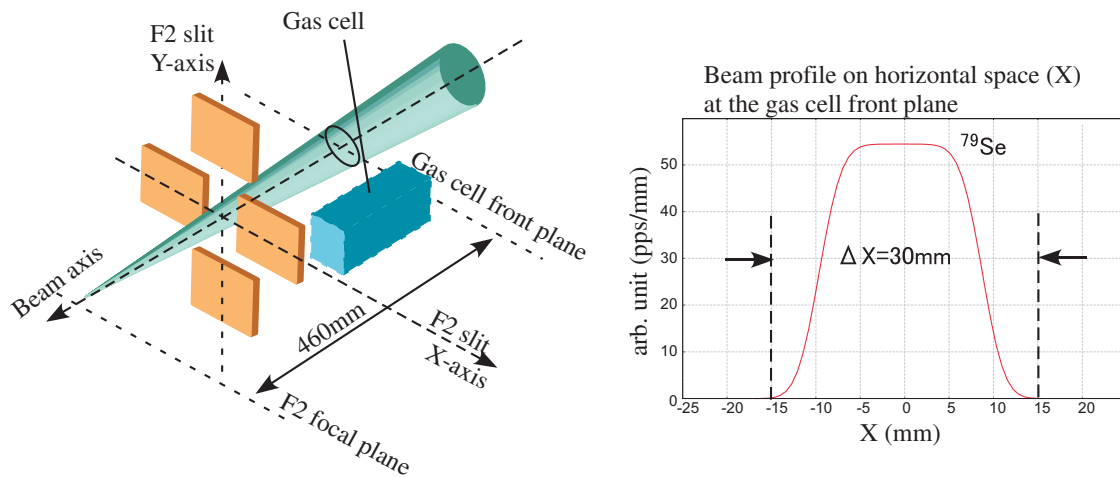 F2 slit
Y-axis
Gas cell
Gas cell front plane
Beam axis
460mm
F2 slit
X-axis
F2 focal plane
Beam profile on horizontal space (X)
at the gas cell front plane
arb. unit (pps/mm)
50
40
30
20
10
0
79Se
Δ X=30mm
-25 -20 -15 -10 -5 0 5 10 15 20
X (mm)